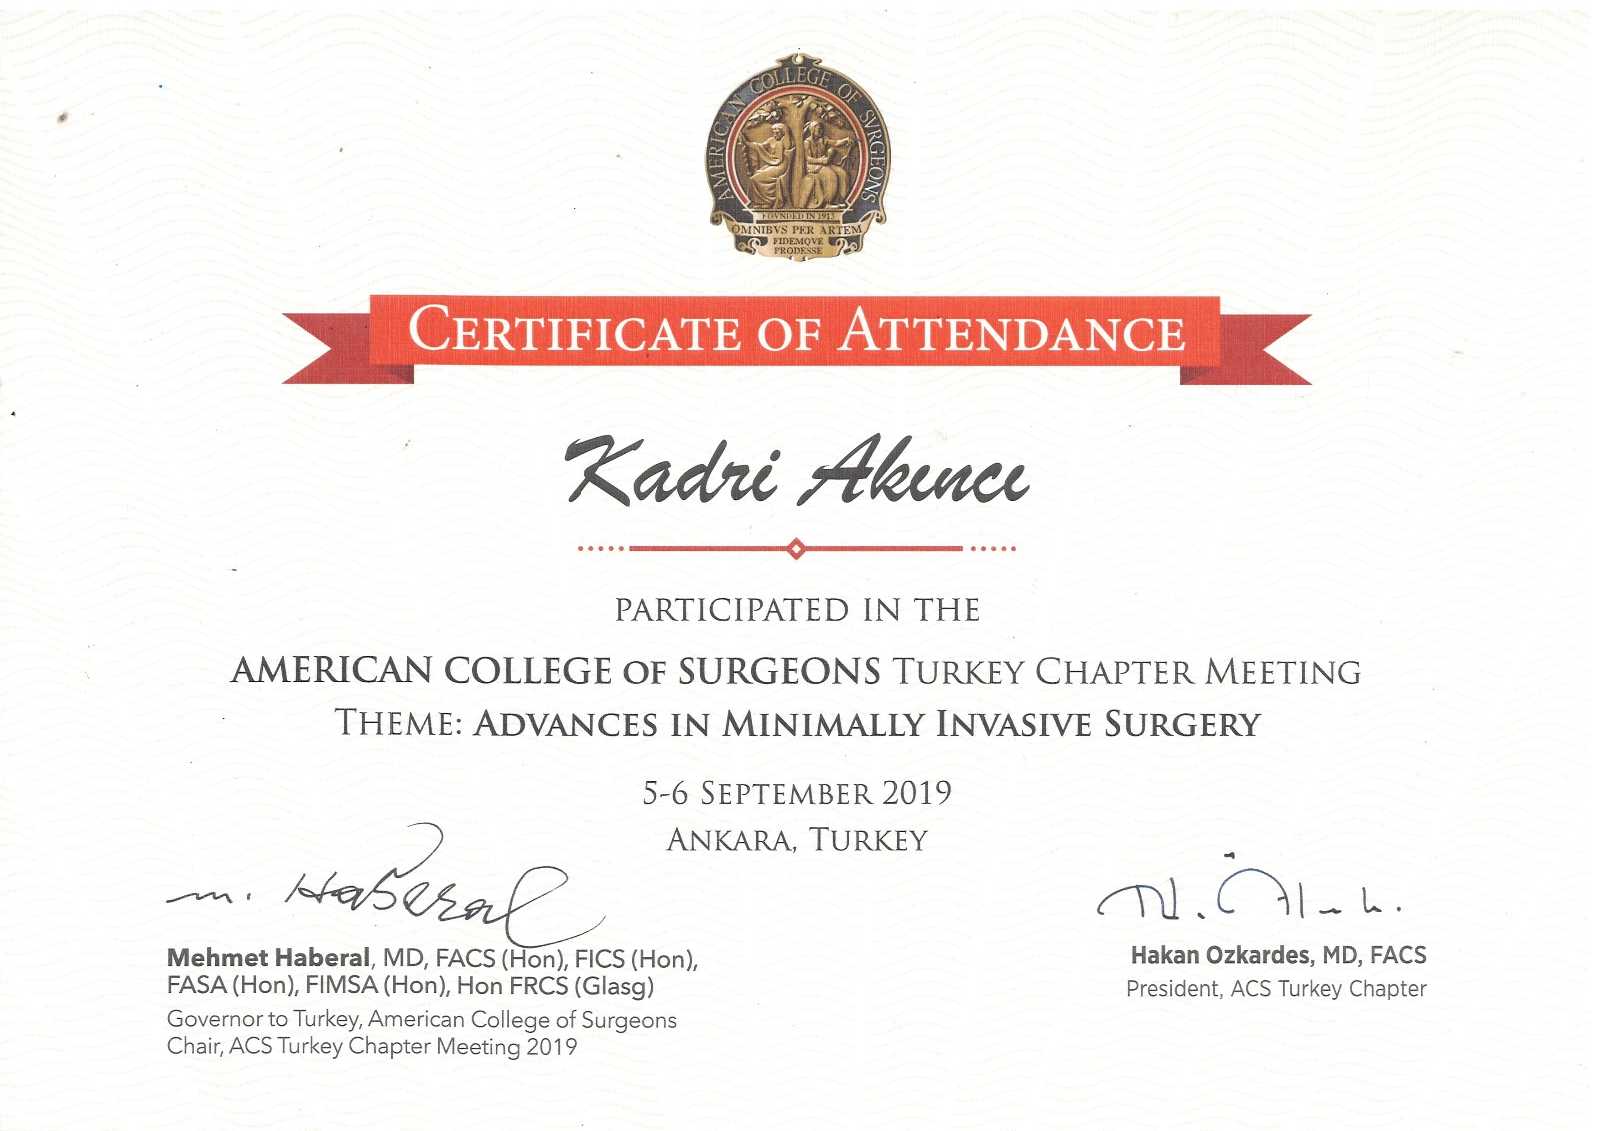 AMERICAN COLLEGE OF SVRGEONS
FOVNDED IN 1913
OMNIBVS PER ARTEM
FIDEMQVE
PRODESSE
CERTIFICATE OF ATTENDANCE
Kadri Akıncı
PARTICIPATED IN THE
AMERICAN COLLEGE OF SURGEONS TURKEY CHAPTER MEETING
THEME: ADVANCES IN MINIMALLY INVASIVE SURGERY
5-6 SEPTEMBER 2019
ANKARA, TURKEY
m. Haberal
Mehmet Haberal, MD, FACS (Hon), FICS (Hon),
FASA (Hon), FIMSA (Hon), Hon FRCS (Glasg)
Governor to Turkey, American College of Surgeons
Chair, ACS Turkey Chapter Meeting 2019
Hakan Ozkardes, MD, FACS
President, ACS Turkey Chapter